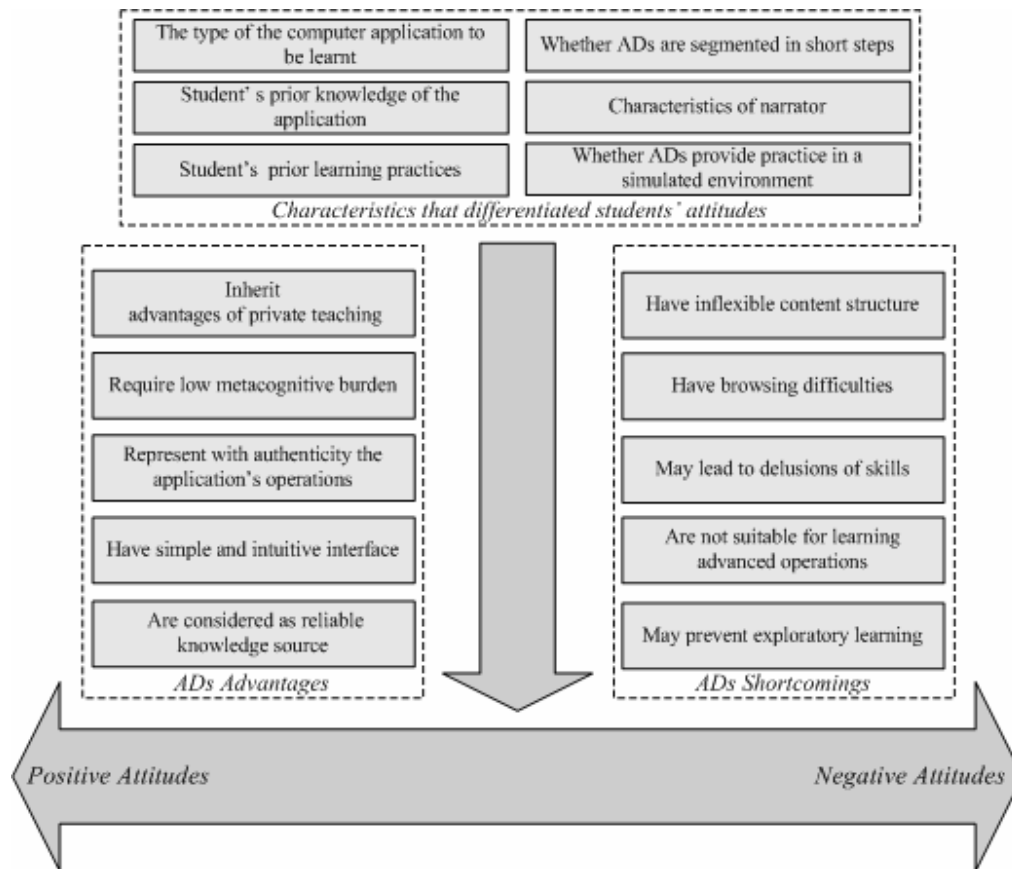 The type of the computer application to
be learnt
Whether ADs are segmented in short steps
Student' s prior knowledge of the
application
Characteristics of narrator
Student's prior learning practices
Whether ADs provide practice in a
simulated environment
Characteristics that differentiated students' attitudes
Inherit
advantages of private teaching
Require low metacognitive burden
Represent with authenticity the
application's operations
Have simple and intuitive interface
Are considered as reliable
knowledge source
ADs Advantages
Have inflexible content structure
Have browsing difficulties
May lead to delusions of skills
Are not suitable for learning
advanced operations
May prevent exploratory learning
ADs Shortcomings
Positive Attitudes
Negative Attitudes